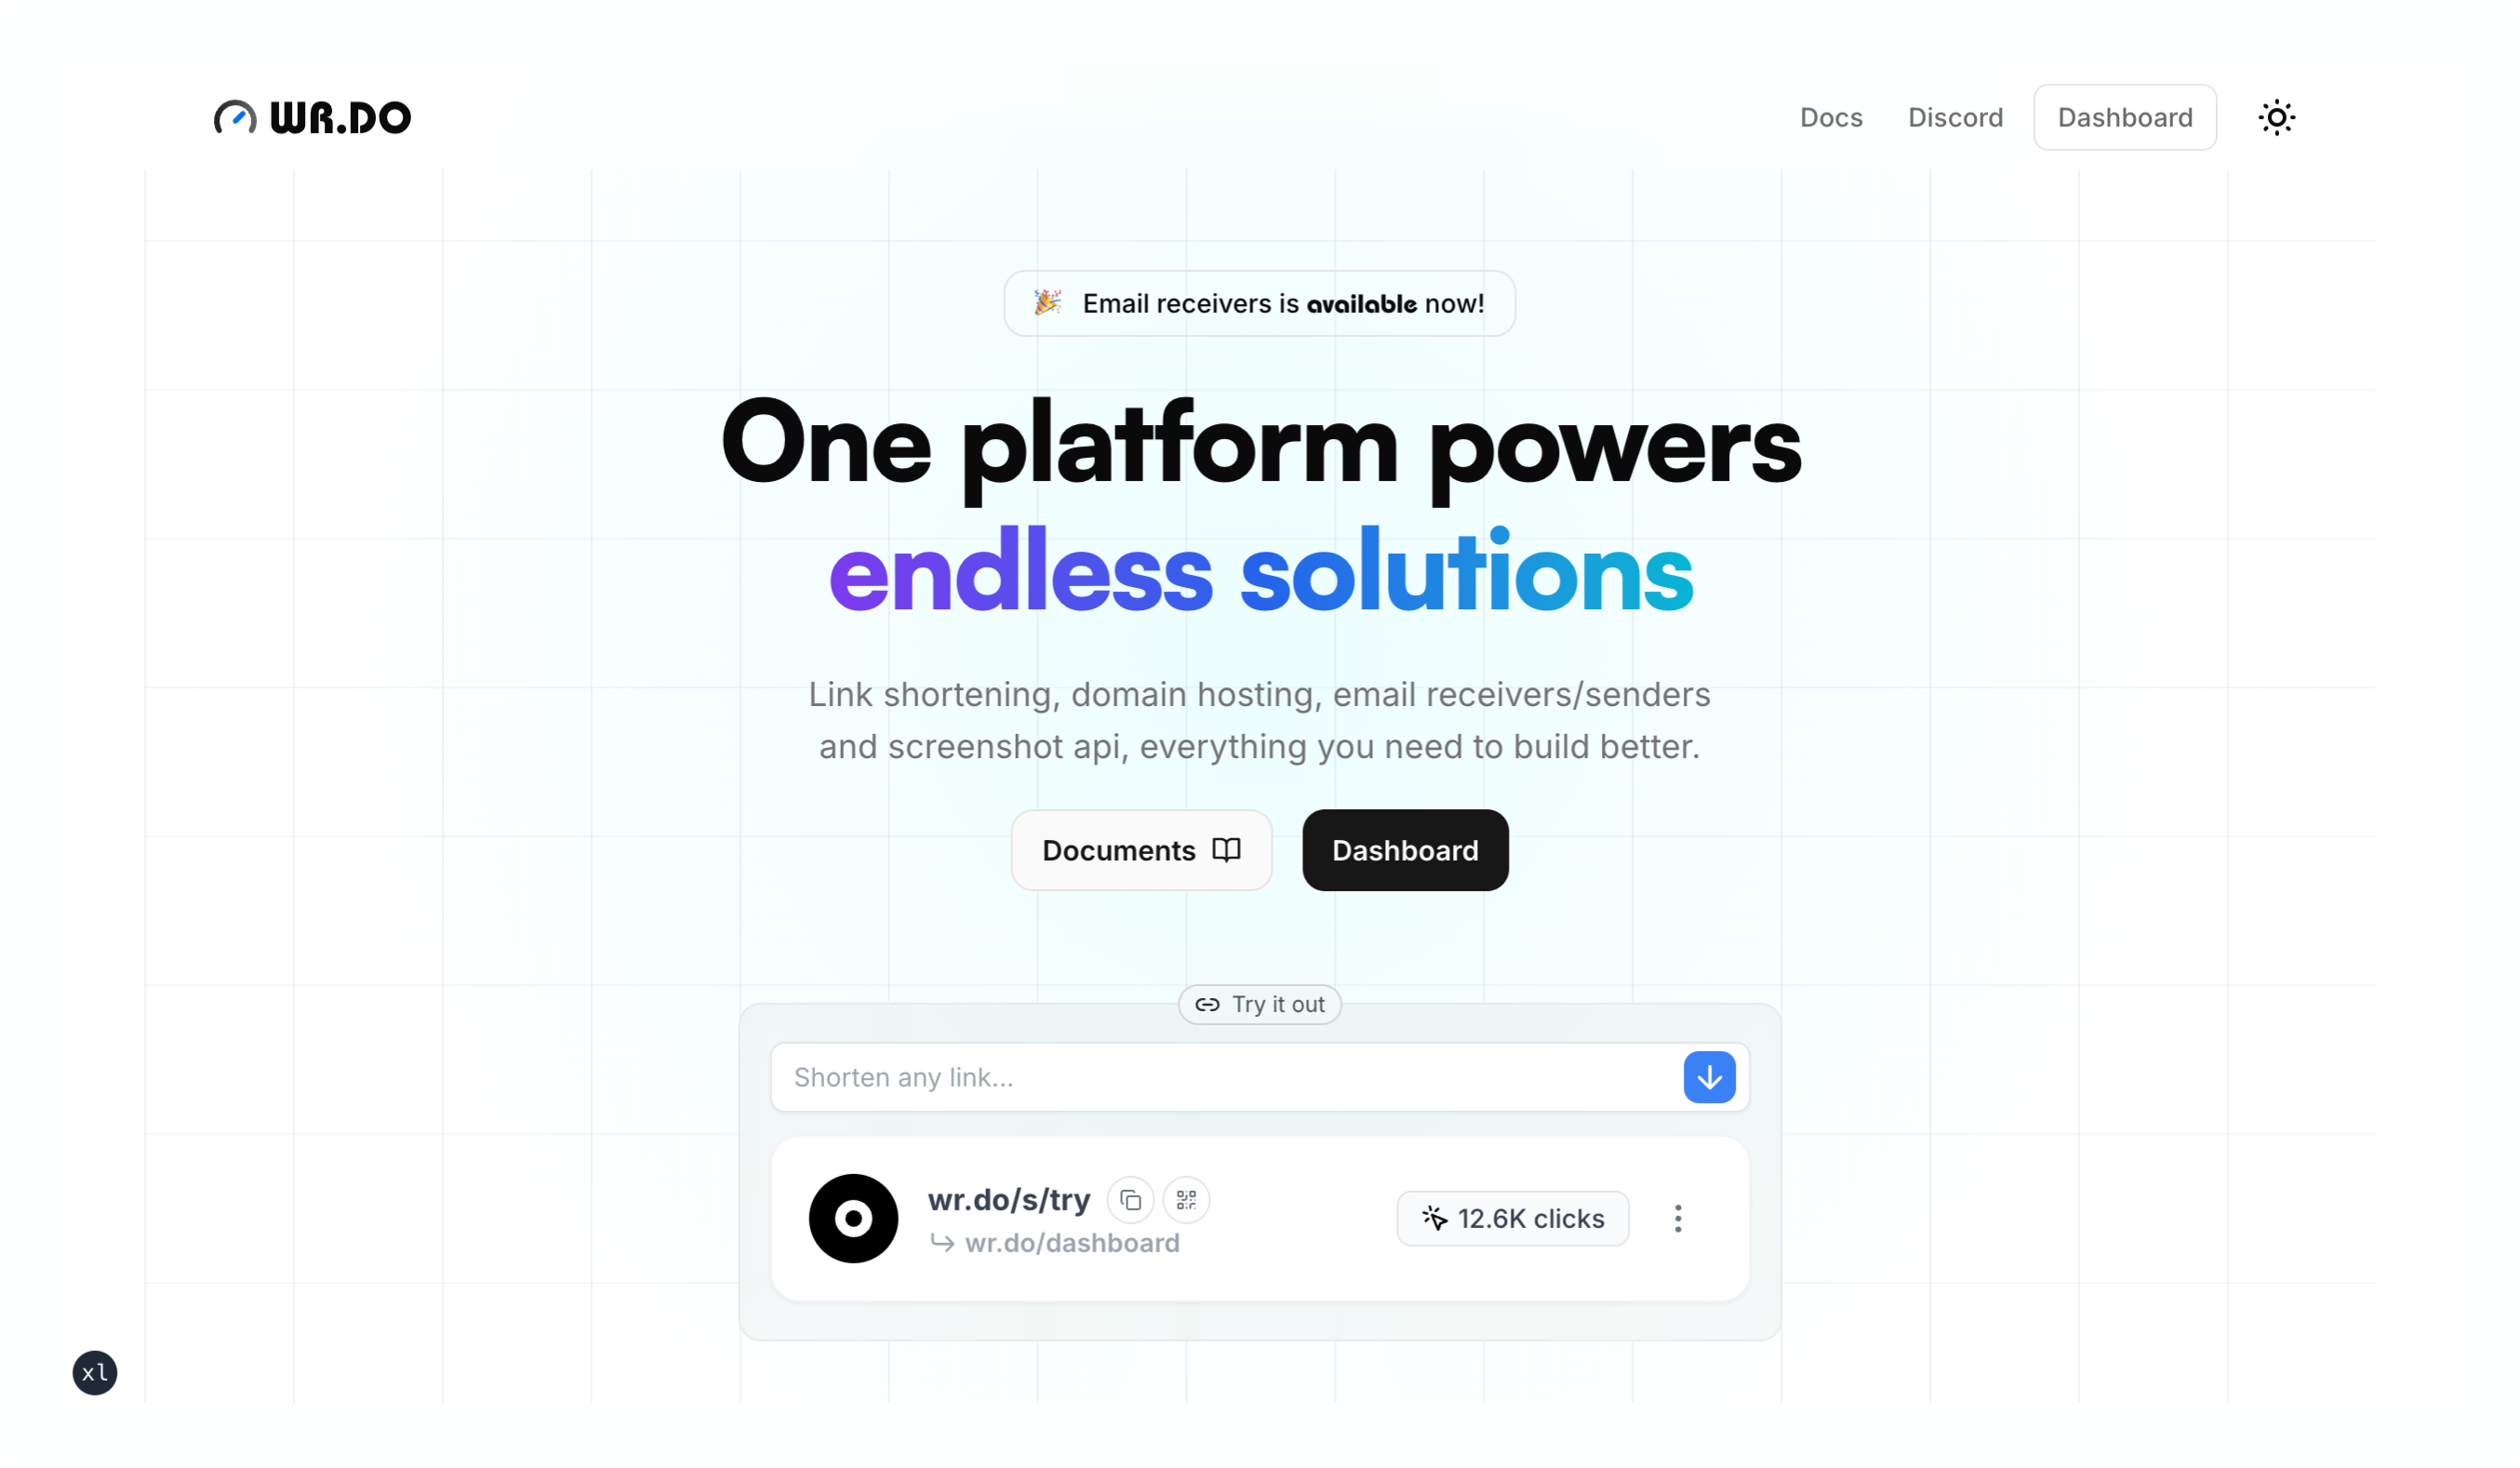 WR.DO
Docs
Discord
Dashboard
🎉 Email receivers is available now!
One platform powers
endless solutions
Link shortening, domain hosting, email receivers/senders
and screenshot api, everything you need to build better.
Documents
Dashboard
Try it out
Shorten any link...
wr.do/s/try
12.6K clicks
wr.do/dashboard
xl